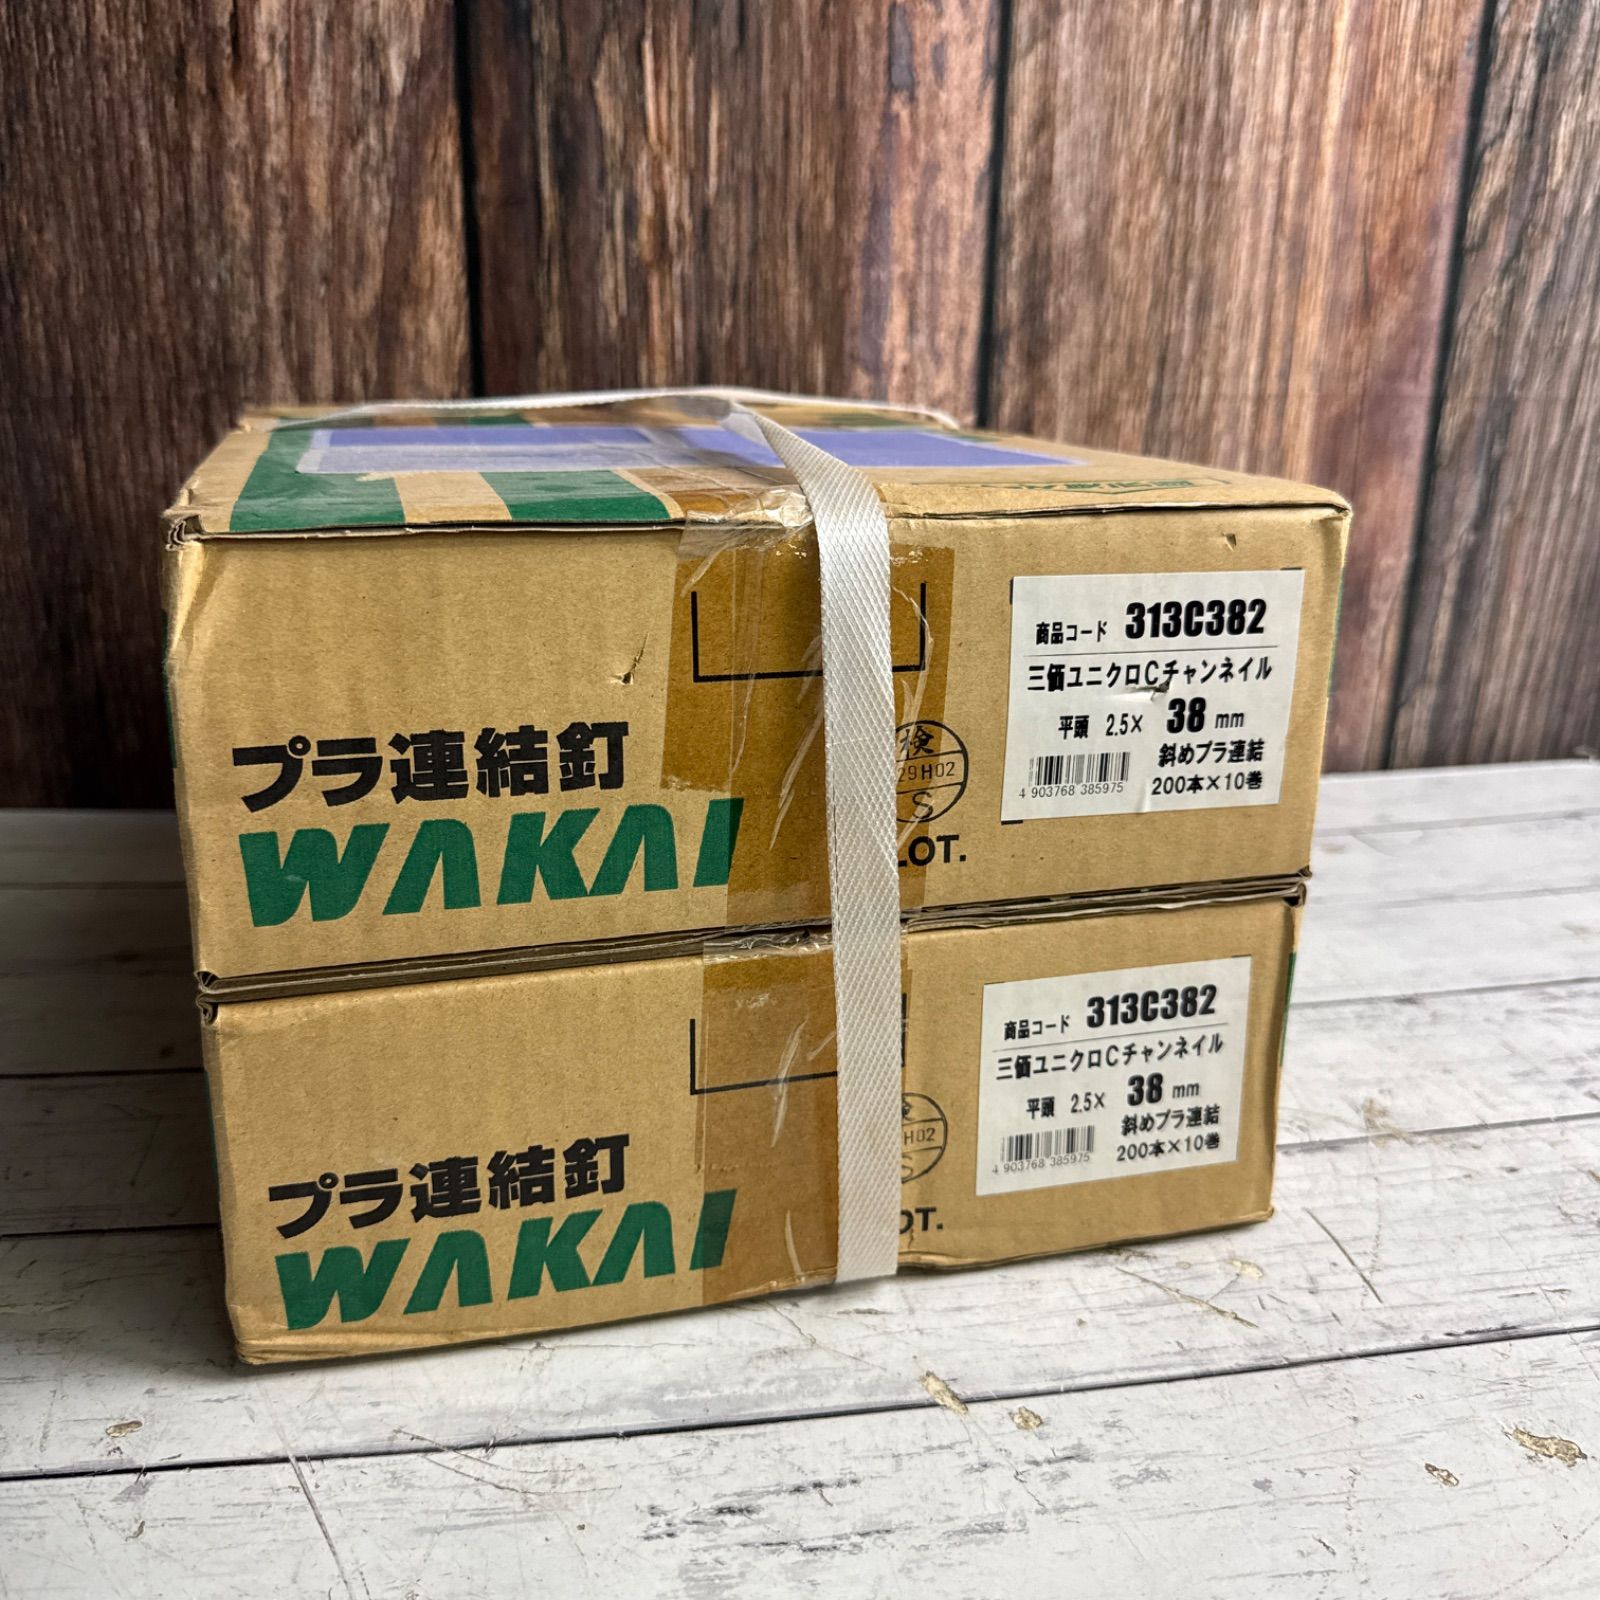 プラ連結釘
WAKAI
検
29H02
S
LOT.
商品コード 313C382
三価ユニクロCチャンネイル
平頭 2.5× 38 mm
斜めプラ連結
200本×10巻
4 903768 385975
プラ連結釘
WAKAI
H02
S
OT.
商品コード 313C382
三価ユニクロCチャンネイル
平頭 2.5× 38 mm
斜めプラ連結
200本×10巻
4 903768 385975